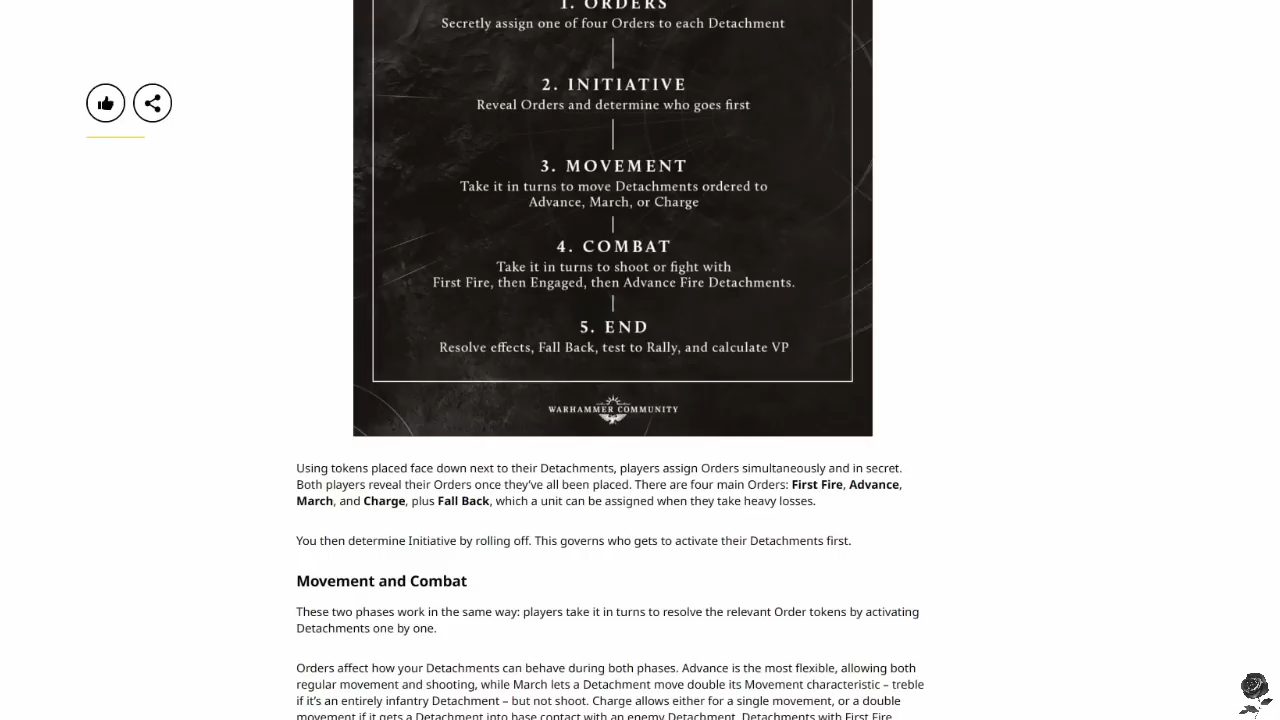 1. ORDERS
Secretly assign one of four Orders to each Detachment
2. INITIATIVE
Reveal Orders and determine who goes first
3. MOVEMENT
Take it in turns to move Detachments ordered to
Advance, March, or Charge
4. COMBAT
Take it in turns to shoot or fight with
First Fire, then Engaged, then Advance Fire Detachments.
5. END
Resolve effects, Fall Back, test to Rally, and calculate VP
WARHAMMER COMMUNITY
Using tokens placed face down next to their Detachments, players assign Orders simultaneously and in secret.
Both players reveal their Orders once they've all been placed. There are four main Orders: First Fire, Advance,
March, and Charge, plus Fall Back, which a unit can be assigned when they take heavy losses.
You then determine Initiative by rolling off. This governs who gets to activate their Detachments first.
Movement and Combat
These two phases work in the same way: players take it in turns to resolve the relevant Order tokens by activating
Detachments one by one.
Orders affect how your Detachments can behave during both phases. Advance is the most flexible, allowing both
regular movement and shooting, while March lets a Detachment move double its Movement characteristic – treble
if it's an entirely infantry Detachment – but not shoot. Charge allows either for a single movement, or a double
movement if it gets a Detachment into base contact with an enemy Detachment. Detachments with First Fire